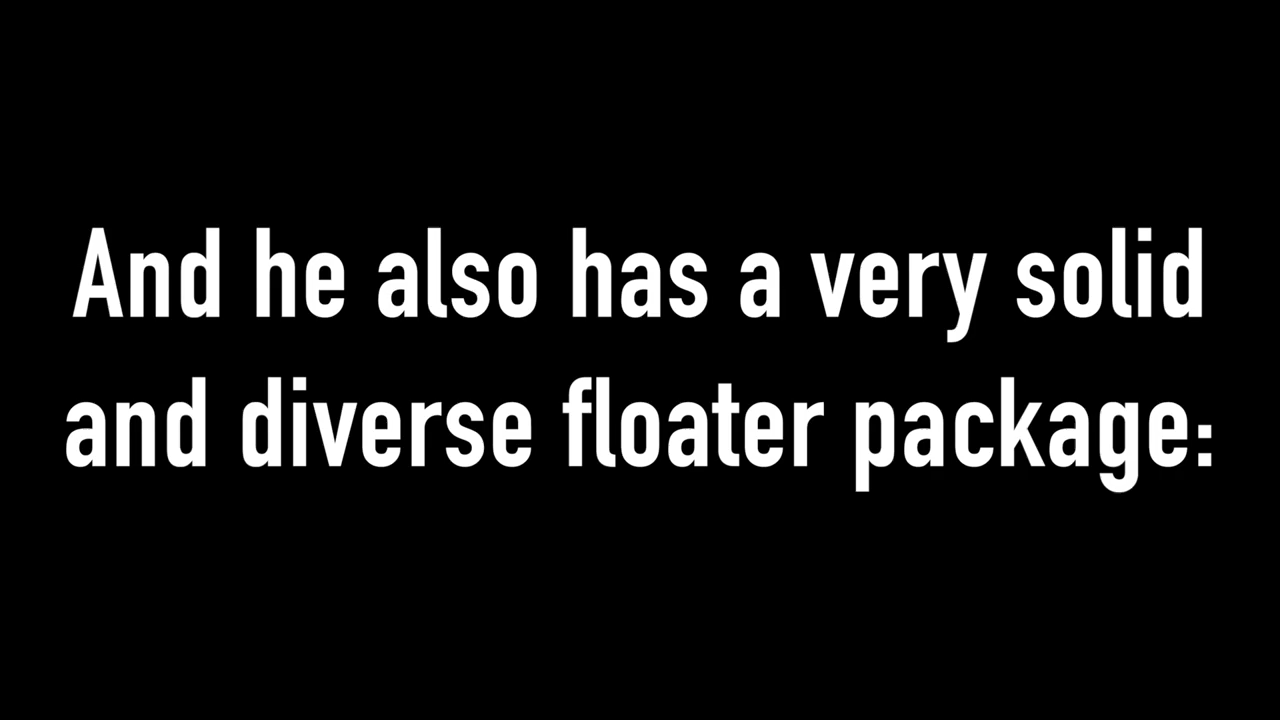 And he also has a very solid
and diverse floater package: